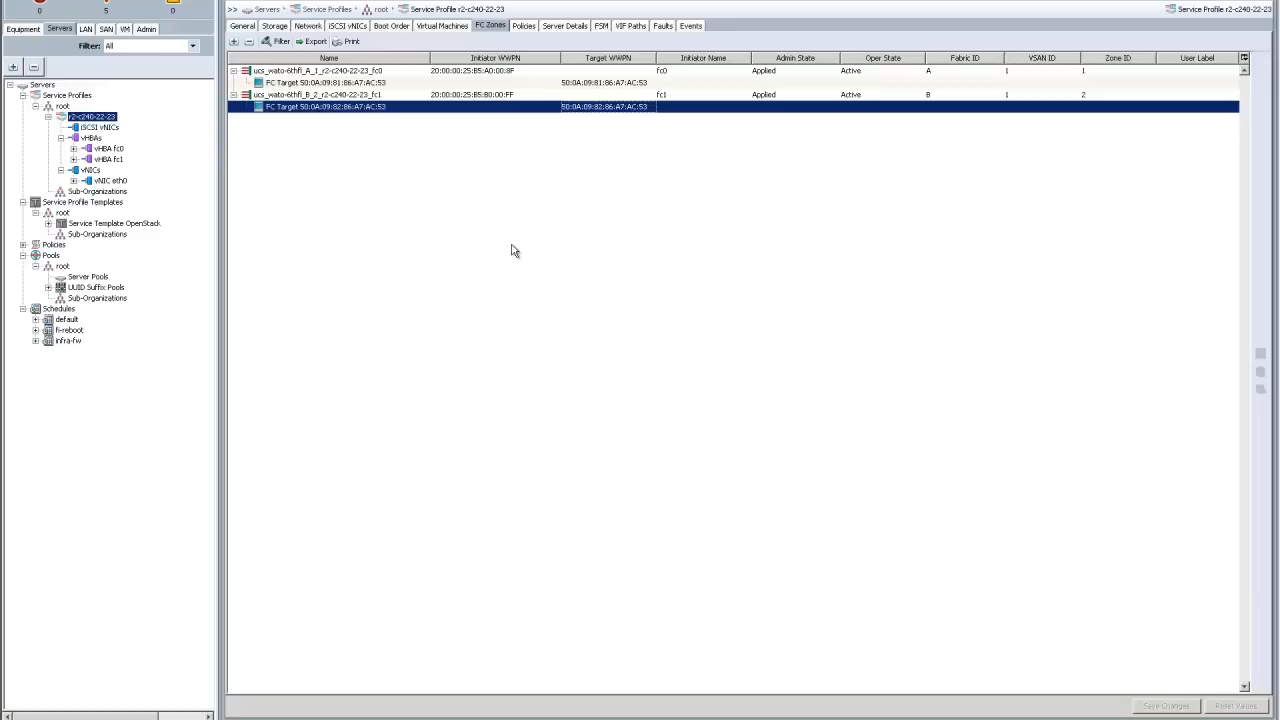 0 5 0
Equipment Servers LAN SAN VM Admin
Filter: All
Servers
Service Profiles
root
r2-c240-22-23
iSCSI vNICs
vHBAs
vHBA fc0
vHBA fc1
vNICs
vNIC eth0
Sub-Organizations
Service Profile Templates
root
Service Template OpenStack
Sub-Organizations
Policies
Pools
root
Server Pools
UUID Suffix Pools
Sub-Organizations
Schedules
default
fi-reboot
infra-fw
>> Servers Service Profiles root Service Profile r2-c240-22-23 Service Profile r2-c240-22-23
General Storage Network iSCSI vNICs Boot Order Virtual Machines FC Zones Policies Server Details FSM VIF Paths Faults Events
Filter Export Print
Name Initiator WWPN Target WWPN Initiator Name Admin State Oper State Fabric ID VSAN ID Zone ID User Label
ucs_wato-6thfl_A_1_r2-c240-22-23_fc0 20:00:00:25:B5:A0:00:8F fc0 Applied Active A 1 1
FC Target 50:0A:09:81:86:A7:AC:53 50:0A:09:81:86:A7:AC:53
ucs_wato-6thfl_B_2_r2-c240-22-23_fc1 20:00:00:25:B5:B0:00:FF fc1 Applied Active B 1 2
FC Target 50:0A:09:82:86:A7:AC:53 50:0A:09:82:86:A7:AC:53
Save Changes Reset Values